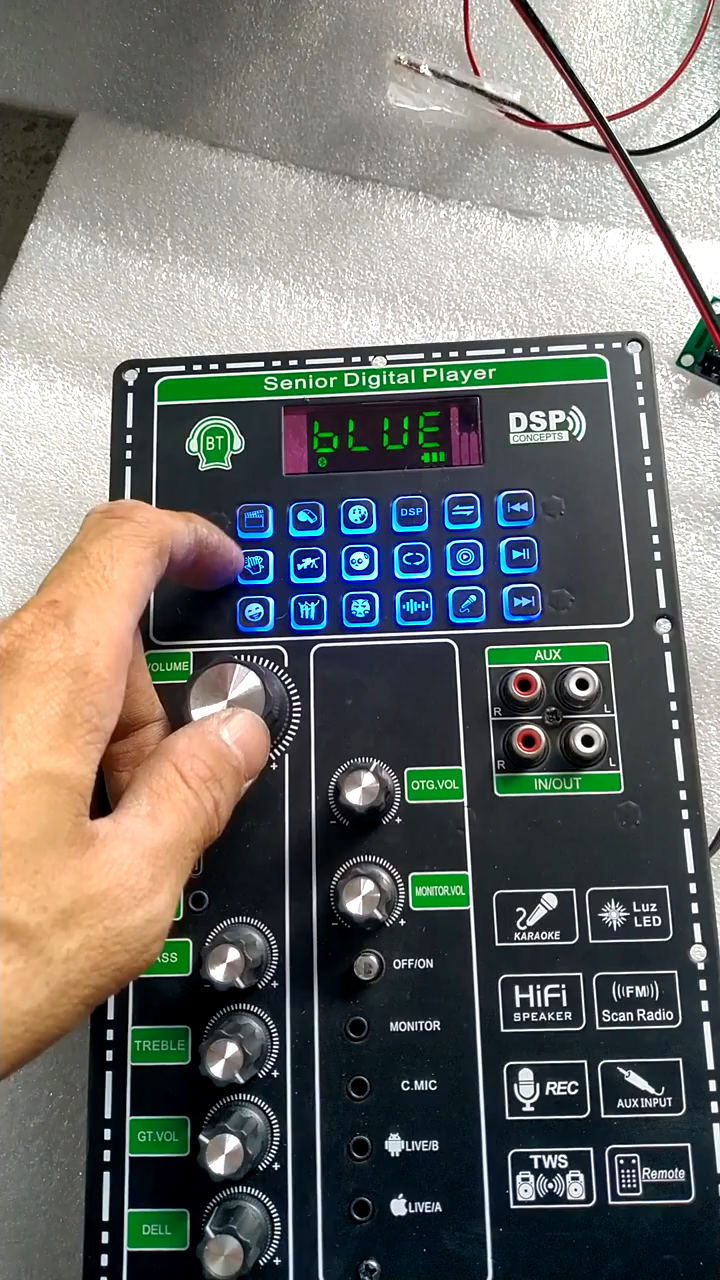 Senior Digital Player
BT
bLUE
DSP
CONCEPTS
DSP
VOLUME
AUX
R
L
R
L
IN/OUT
OTG.VOL
MONITOR.VOL
OFF/ON
MONITOR
C.MIC
LIVE/B
LIVE/A
BASS
TREBLE
GT.VOL
DELL
KARAOKE
Luz
LED
HiFi
SPEAKER
((FM))
Scan Radio
REC
AUX INPUT
TWS
Remote